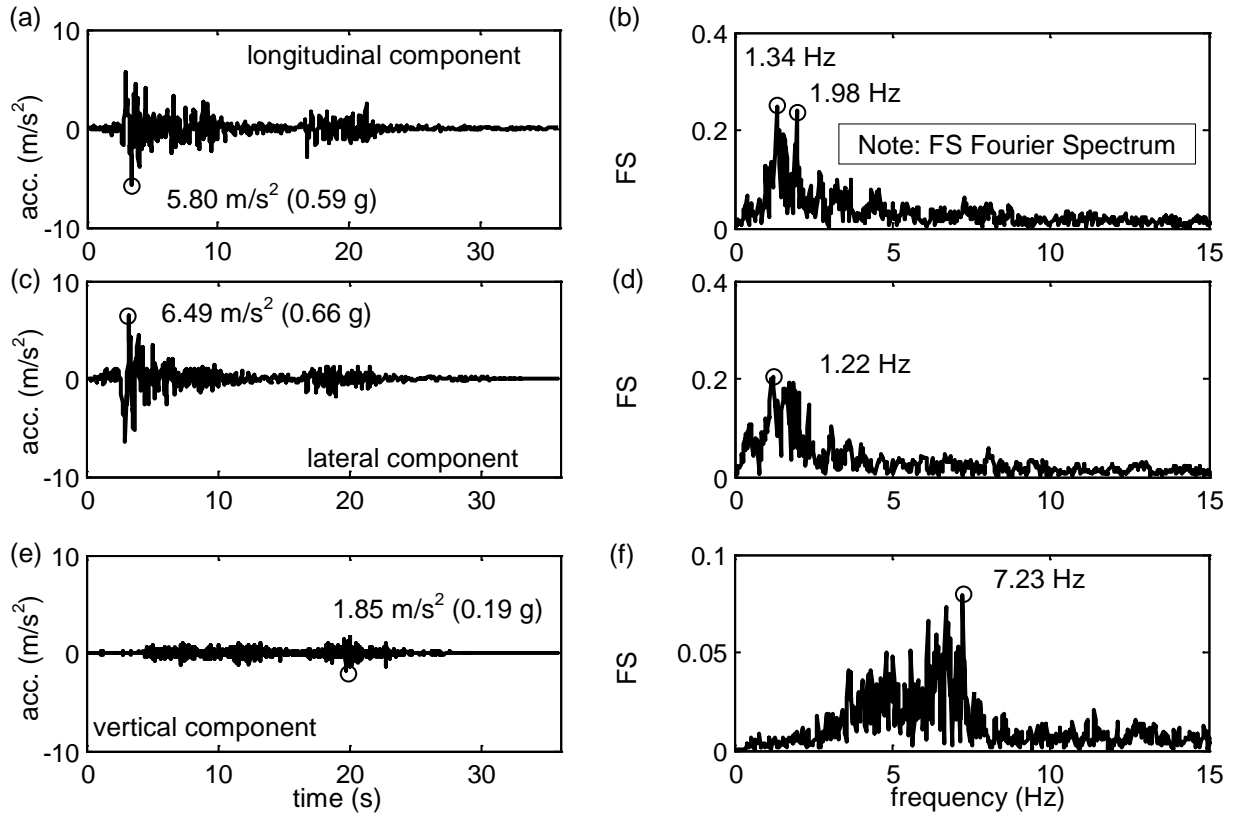 (a)
10
0
-10
acc. (m/s²)
longitudinal component
5.80 m/s² (0.59 g)
0 10 20 30
(b)
0.4
0.2
0
FS
1.34 Hz
1.98 Hz
Note: FS Fourier Spectrum
0 5 10 15
(c)
10
0
-10
acc. (m/s²)
6.49 m/s² (0.66 g)
lateral component
0 10 20 30
(d)
0.4
0.2
0
FS
1.22 Hz
0 5 10 15
(e)
10
0
-10
acc. (m/s²)
1.85 m/s² (0.19 g)
vertical component
0 10 20 30
time (s)
(f)
0.1
0.05
0
FS
7.23 Hz
0 5 10 15
frequency (Hz)